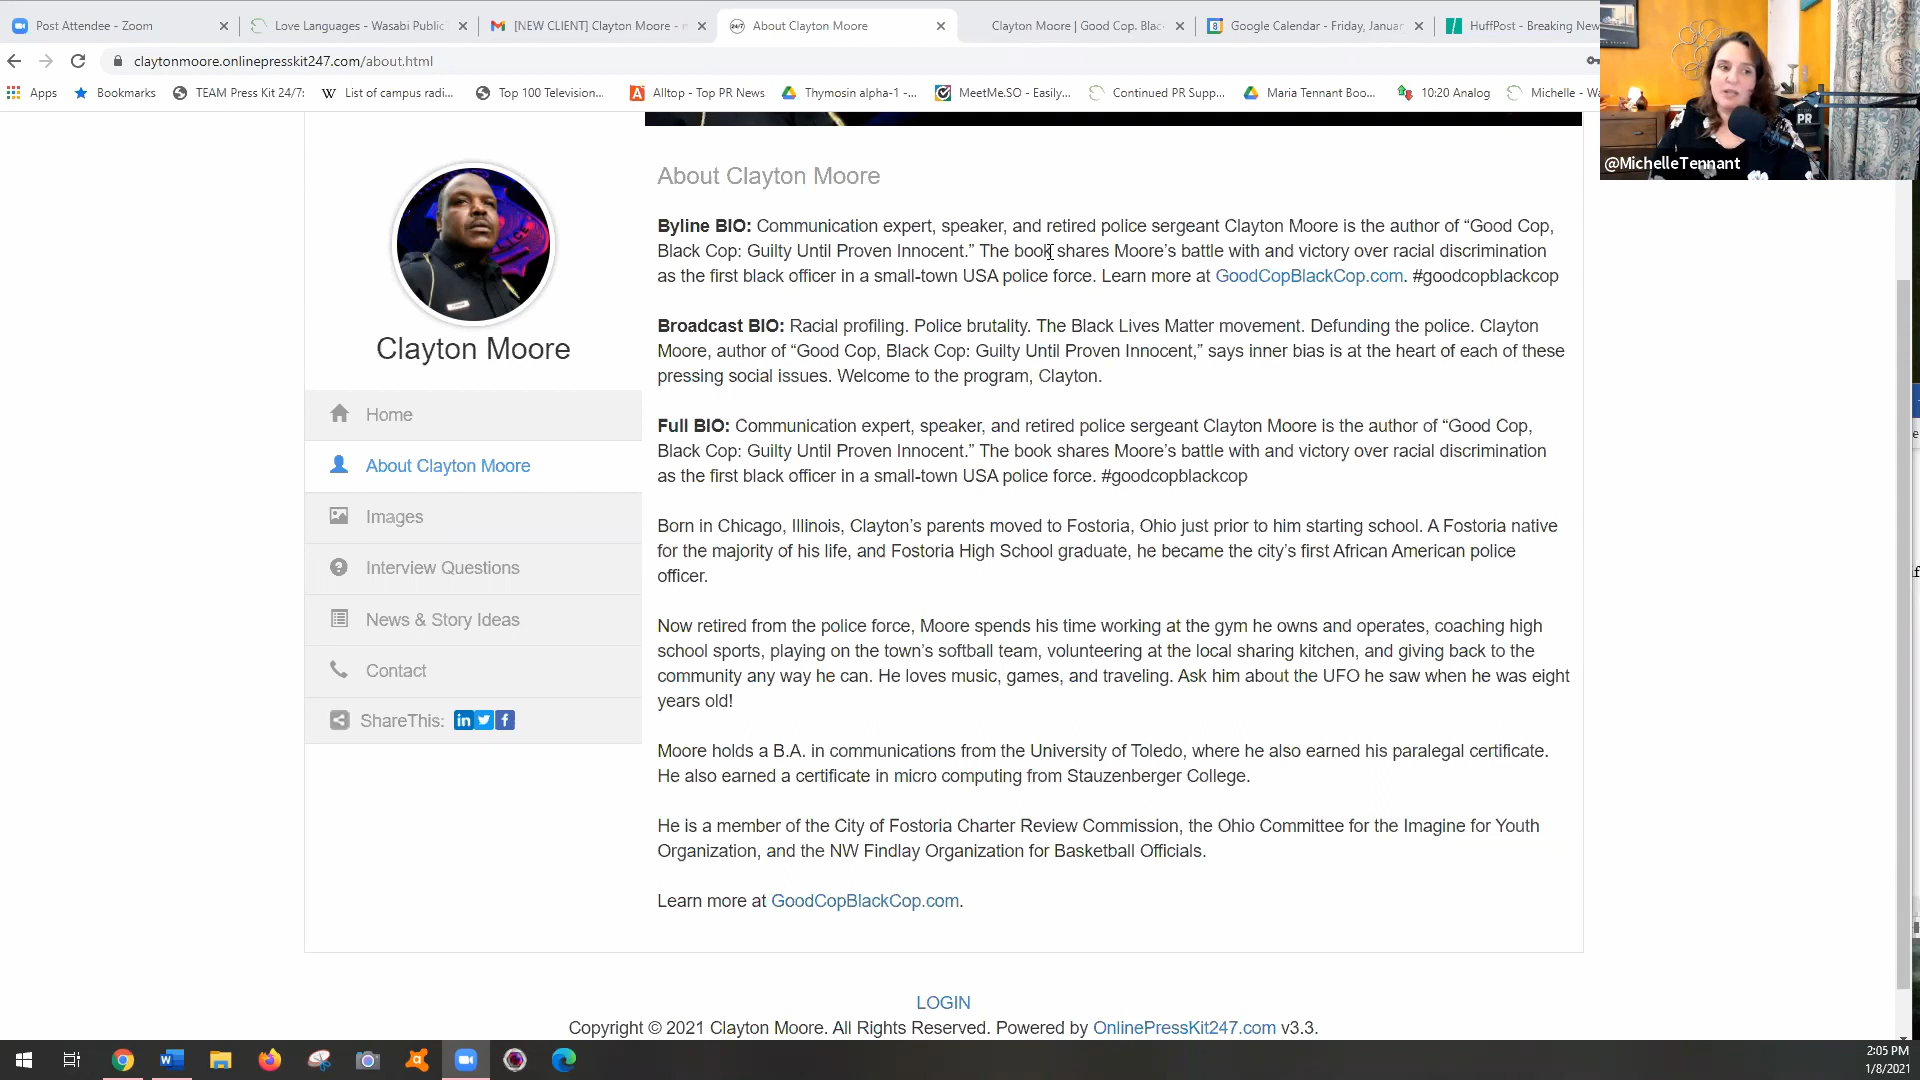 Post Attendee - Zoom
Love Languages - Wasabi Public
[NEW CLIENT] Clayton Moore -
About Clayton Moore
Clayton Moore | Good Cop. Blac
Google Calendar - Friday, Januar
HuffPost - Breaking New
claytonmoore.onlinepresskit247.com/about.html
Apps
Bookmarks
TEAM Press Kit 24/7:
List of campus radi...
Top 100 Television...
Alltop - Top PR News
Thymosin alpha-1 -...
MeetMe.SO - Easily...
Continued PR Supp...
Maria Tennant Boo...
10:20 Analog
Michelle - Wa
PR
@MichelleTennant
Clayton Moore
Home
About Clayton Moore
Images
Interview Questions
News & Story Ideas
Contact
ShareThis:
About Clayton Moore
Byline BIO: Communication expert, speaker, and retired police sergeant Clayton Moore is the author of “Good Cop,
Black Cop: Guilty Until Proven Innocent.” The book shares Moore’s battle with and victory over racial discrimination
as the first black officer in a small-town USA police force. Learn more at GoodCopBlackCop.com. #goodcopblackcop
Broadcast BIO: Racial profiling. Police brutality. The Black Lives Matter movement. Defunding the police. Clayton
Moore, author of “Good Cop, Black Cop: Guilty Until Proven Innocent,” says inner bias is at the heart of each of these
pressing social issues. Welcome to the program, Clayton.
Full BIO: Communication expert, speaker, and retired police sergeant Clayton Moore is the author of “Good Cop,
Black Cop: Guilty Until Proven Innocent.” The book shares Moore’s battle with and victory over racial discrimination
as the first black officer in a small-town USA police force. #goodcopblackcop
Born in Chicago, Illinois, Clayton’s parents moved to Fostoria, Ohio just prior to him starting school. A Fostoria native
for the majority of his life, and Fostoria High School graduate, he became the city’s first African American police
officer.
Now retired from the police force, Moore spends his time working at the gym he owns and operates, coaching high
school sports, playing on the town’s softball team, volunteering at the local sharing kitchen, and giving back to the
community any way he can. He loves music, games, and traveling. Ask him about the UFO he saw when he was eight
years old!
Moore holds a B.A. in communications from the University of Toledo, where he also earned his paralegal certificate.
He also earned a certificate in micro computing from Stauzenberger College.
He is a member of the City of Fostoria Charter Review Commission, the Ohio Committee for the Imagine for Youth
Organization, and the NW Findlay Organization for Basketball Officials.
Learn more at GoodCopBlackCop.com.
LOGIN
Copyright © 2021 Clayton Moore. All Rights Reserved. Powered by OnlinePressKit247.com v3.3.
2:05 PM
1/8/2021